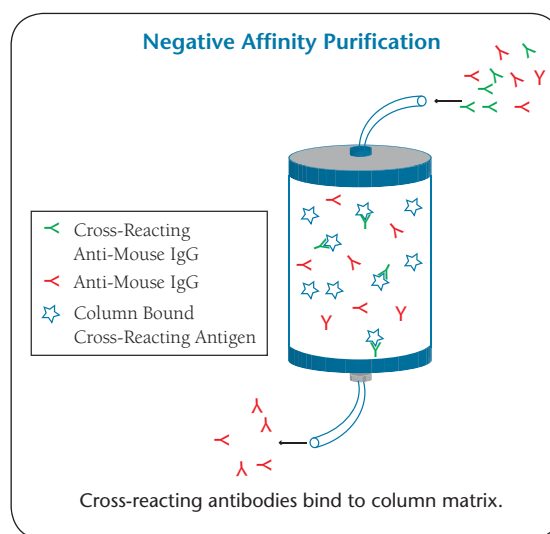 Negative Affinity Purification
Cross-Reacting
Anti-Mouse IgG
Anti-Mouse IgG
Column Bound
Cross-Reacting Antigen
Cross-reacting antibodies bind to column matrix.